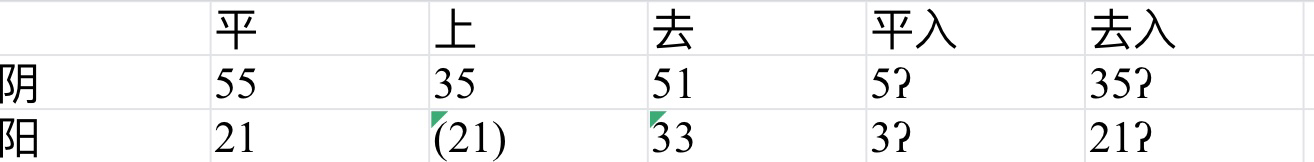 平 上 去 平入 去入
阴 55 35 51 5ʔ 35ʔ
阳 21 (21) 33 3ʔ 21ʔ